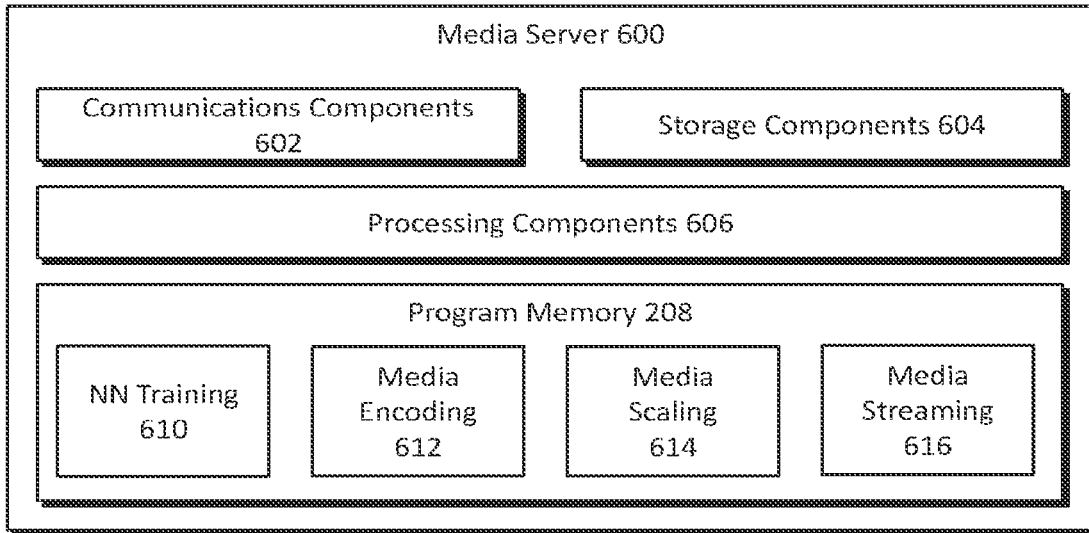 Media Server 600
Communications Components
602
Storage Components 604
Processing Components 606
Program Memory 208
NN Training
610
Media
Encoding
612
Media
Scaling
614
Media
Streaming
616